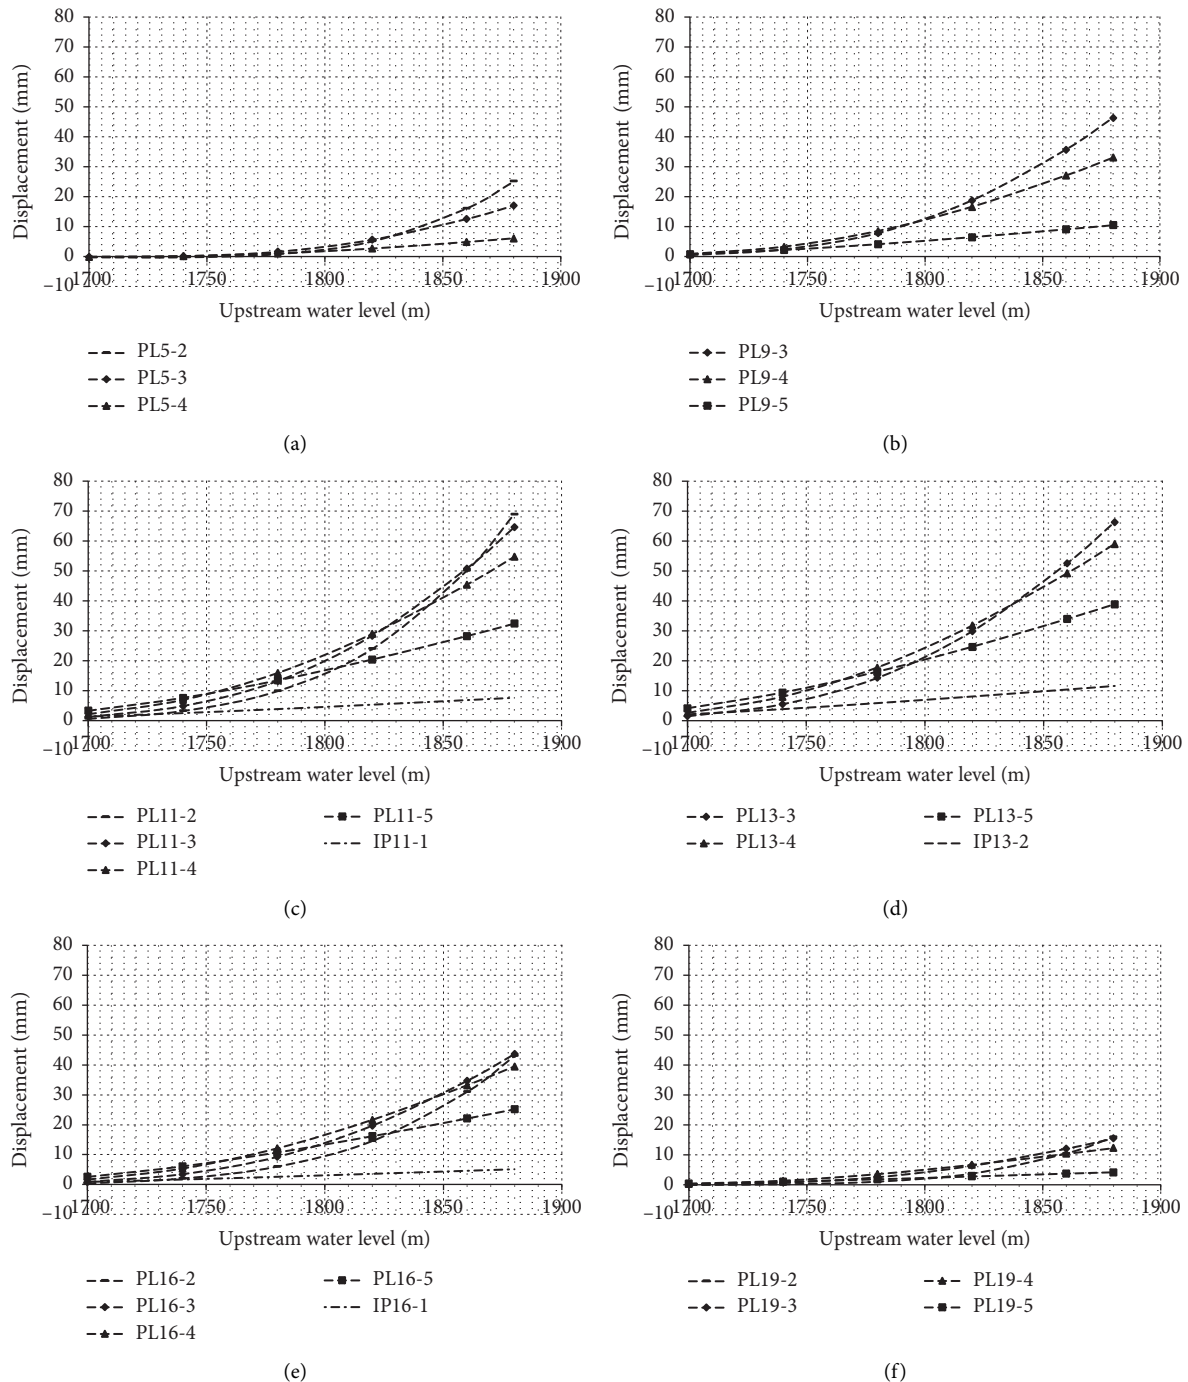 80
70
60
50
40
30
20
10
0
–10
Displacement (mm)
1700 1750 1800 1850 1900
Upstream water level (m)
PL5-2
PL5-3
PL5-4
(a)
80
70
60
50
40
30
20
10
0
–10
Displacement (mm)
1700 1750 1800 1850 1900
Upstream water level (m)
PL9-3
PL9-4
PL9-5
(b)
80
70
60
50
40
30
20
10
0
–10
Displacement (mm)
1700 1750 1800 1850 1900
Upstream water level (m)
PL11-2
PL11-3
PL11-4
PL11-5
IP11-1
(c)
80
70
60
50
40
30
20
10
0
–10
Displacement (mm)
1700 1750 1800 1850 1900
Upstream water level (m)
PL13-3
PL13-4
PL13-5
IP13-2
(d)
80
70
60
50
40
30
20
10
0
–10
Displacement (mm)
1700 1750 1800 1850 1900
Upstream water level (m)
PL16-2
PL16-3
PL16-4
PL16-5
IP16-1
(e)
80
70
60
50
40
30
20
10
0
–10
Displacement (mm)
1700 1750 1800 1850 1900
Upstream water level (m)
PL19-2
PL19-3
PL19-4
PL19-5
(f)